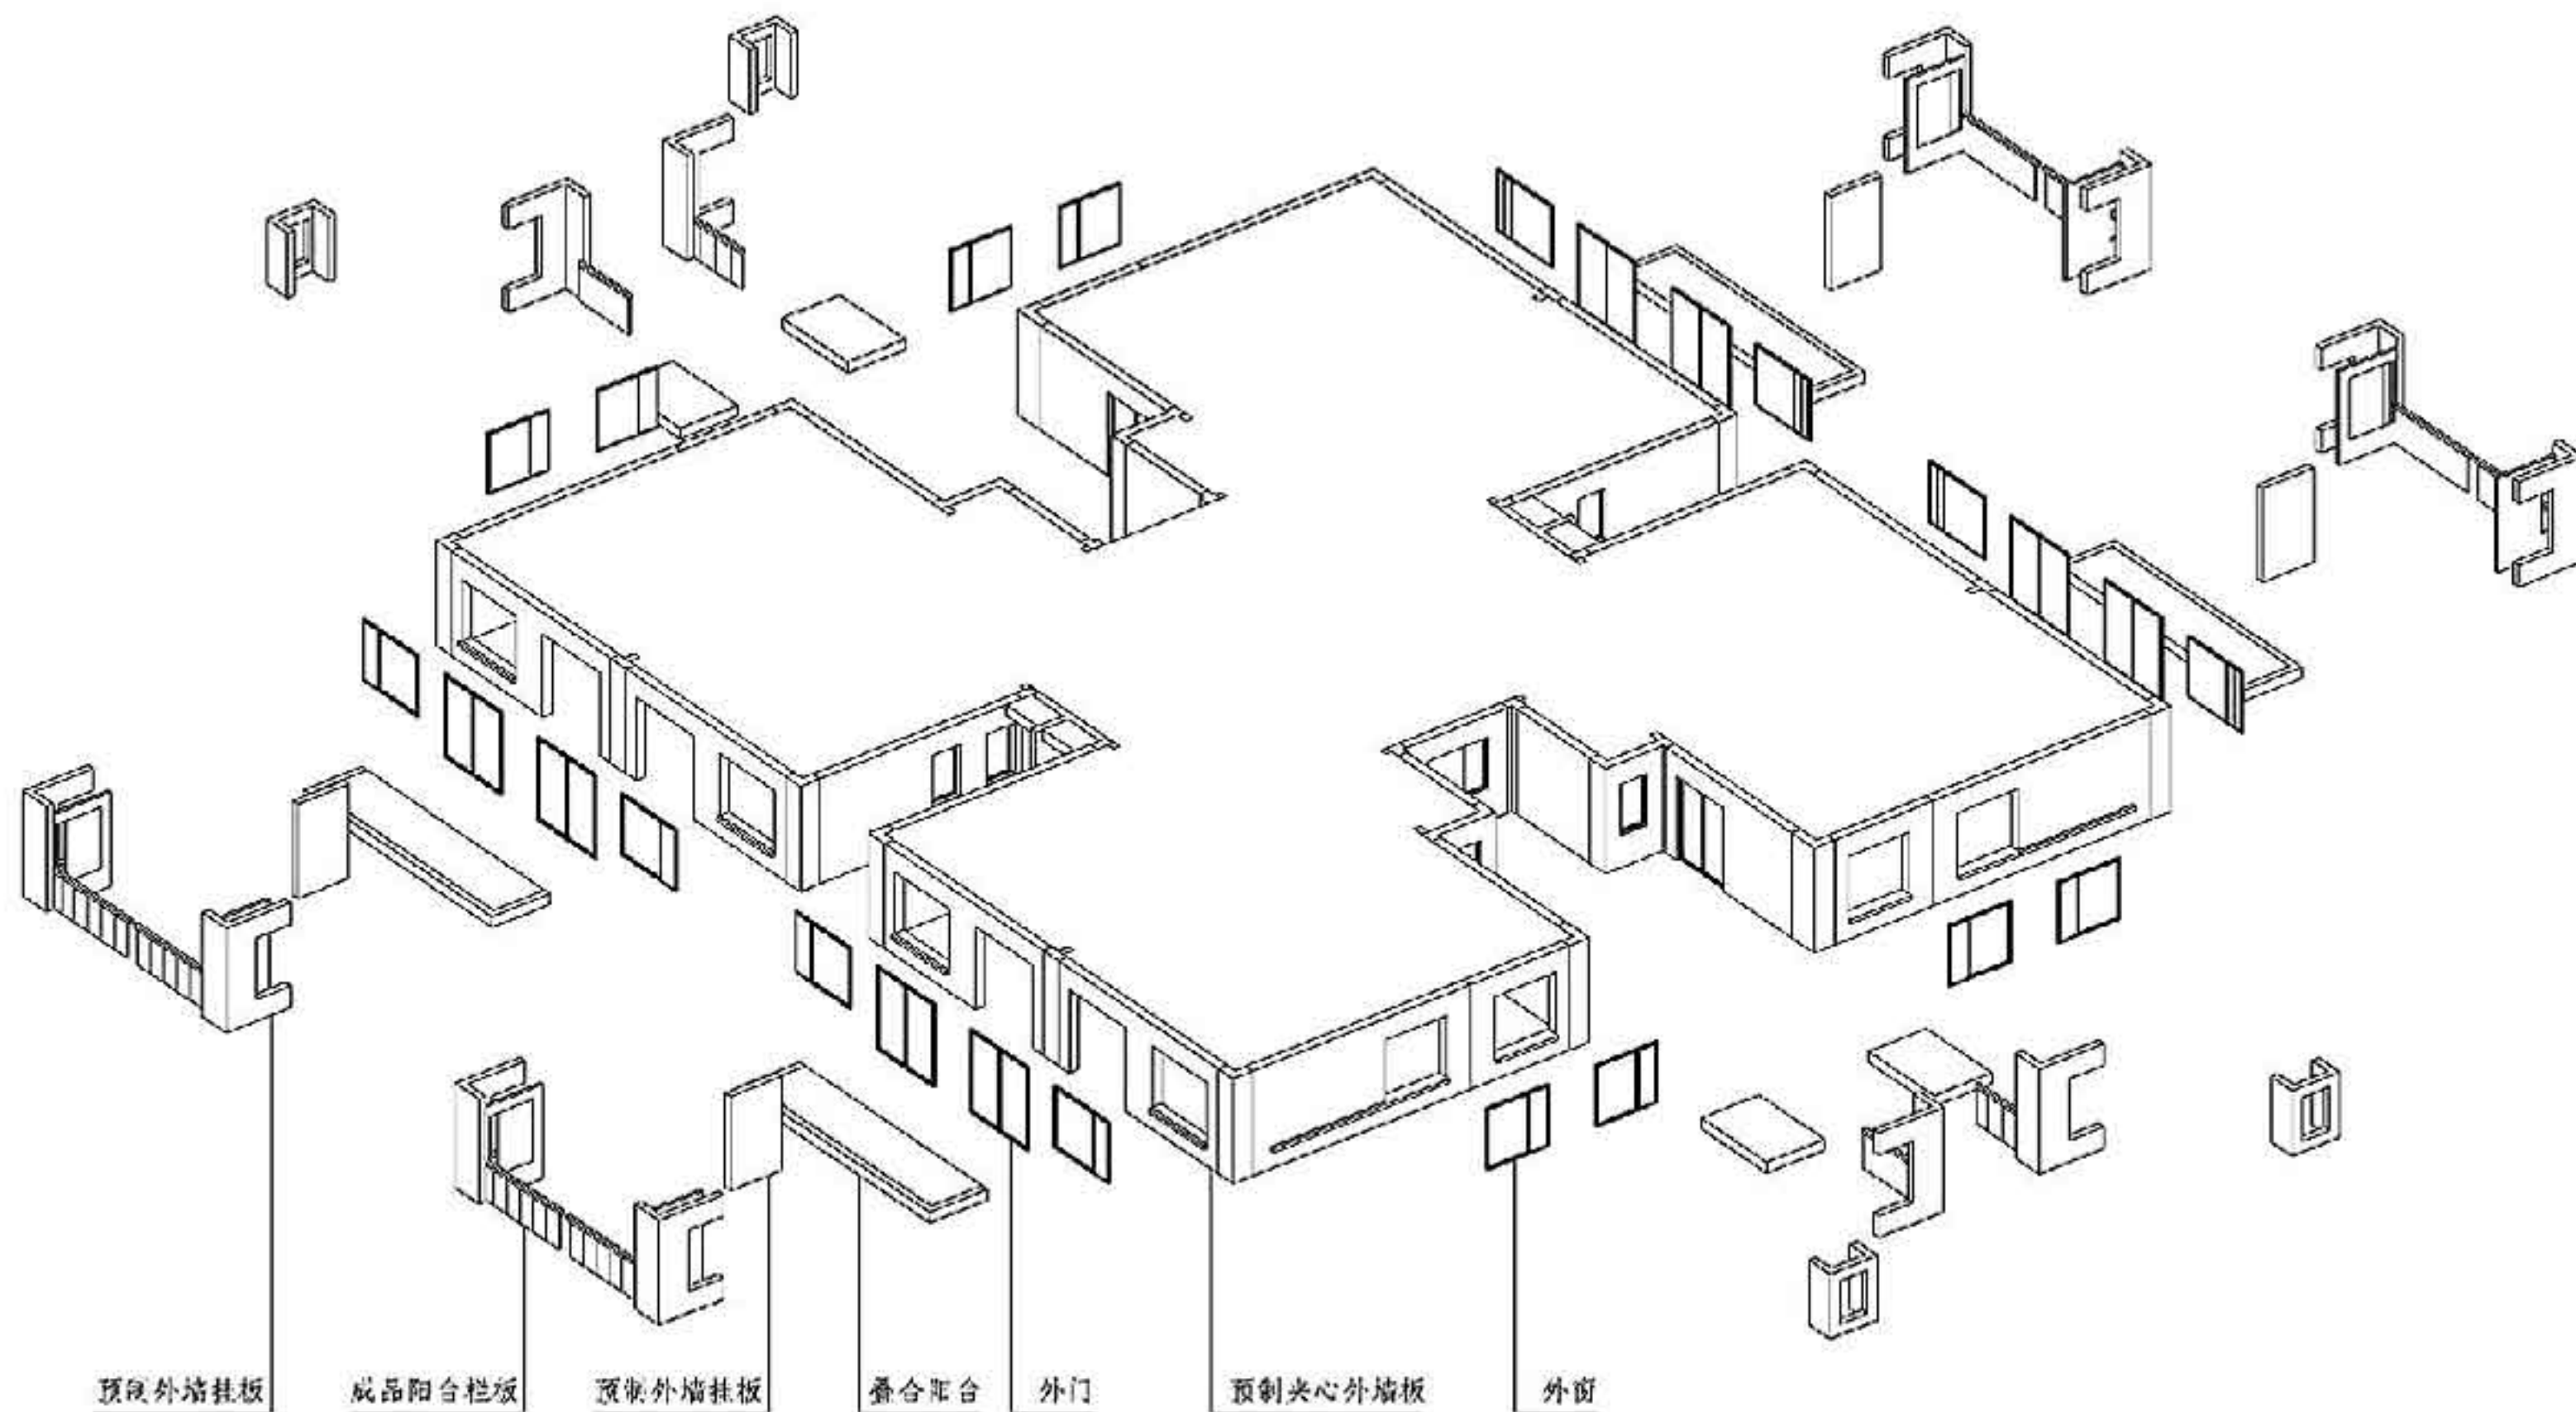 预制外墙挂板
成品阳台栏板
预制外墙挂板
叠合阳台
外门
预制夹心外墙板
外窗